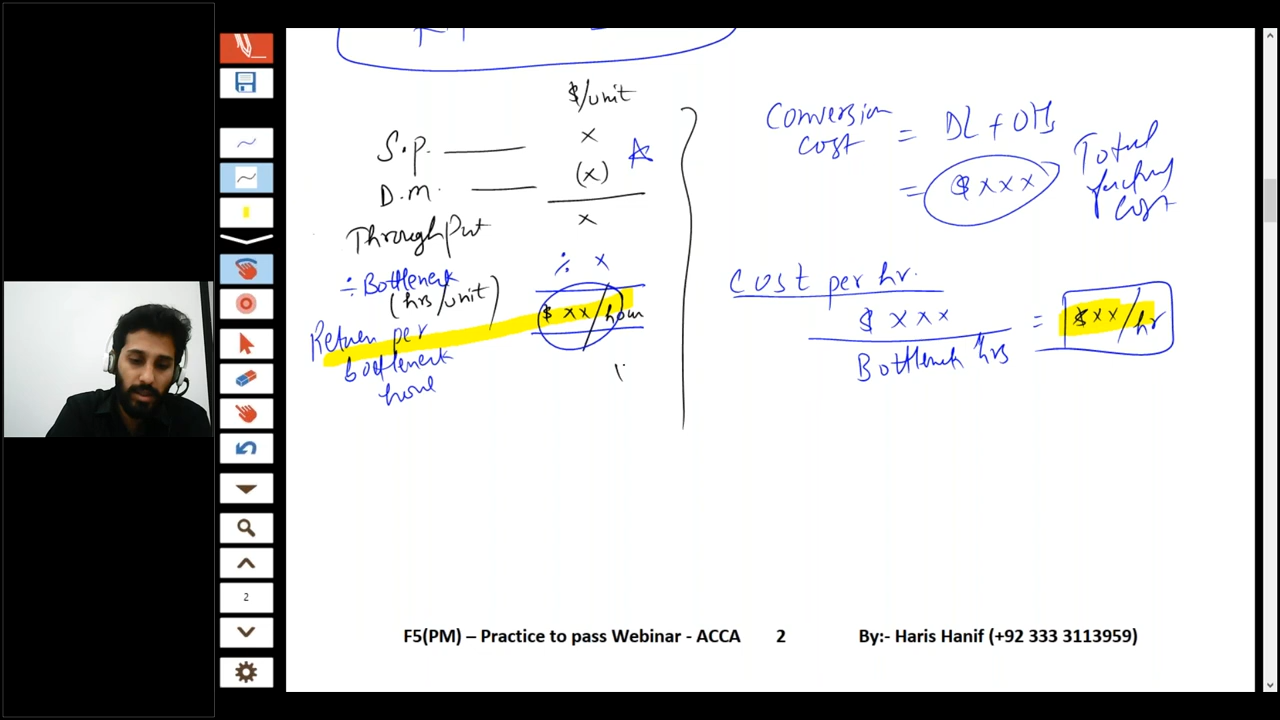 $/unit
S.p. x
D.M. (x)
Throughput x
÷ Bottleneck ÷ x
(hrs/unit)
Return per $ xx/hour
bottleneck
hour
Conversion cost = DL + OHs
= $ xxx Total factory cost
Cost per hr.
$ xxx
Bottleneck hrs
= $xx/hr
2
F5(PM) – Practice to pass Webinar - ACCA 2 By:- Haris Hanif (+92 333 3113959)